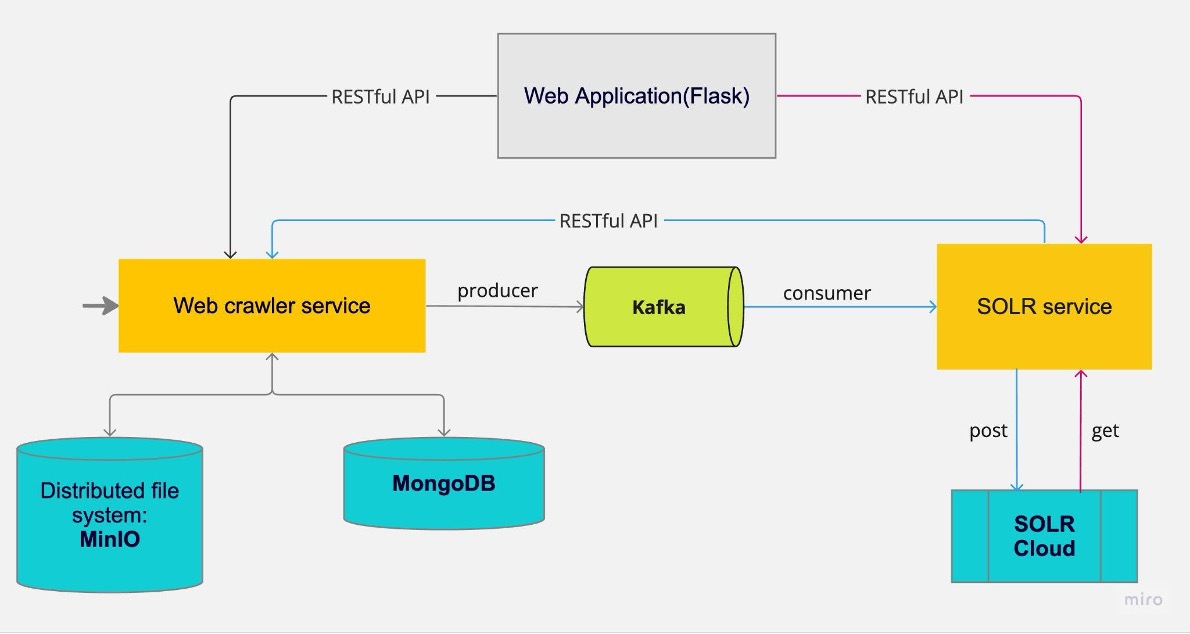 Web Application(Flask)
RESTful API
RESTful API
RESTful API
Web crawler service
producer
Kafka
consumer
SOLR service
post
get
Distributed file
system:
MinIO
MongoDB
SOLR
Cloud
miro